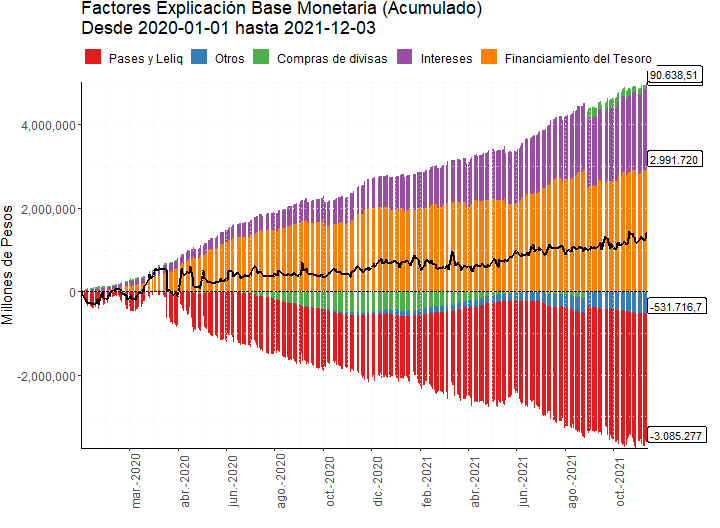 Factores Explicación Base Monetaria (Acumulado)
Desde 2020-01-01 hasta 2021-12-03
Pases y Leliq Otros Compras de divisas Intereses Financiamiento del Tesoro
90.638,51
4,000,000
2.991.720
2,000,000
0
-531.716,7
-2,000,000
-3.085.277
Millones de Pesos
mar.-2020
abr.-2020
jun.-2020
ago.-2020
oct.-2020
dic.-2020
feb.-2021
abr.-2021
jun.-2021
ago.-2021
oct.-2021